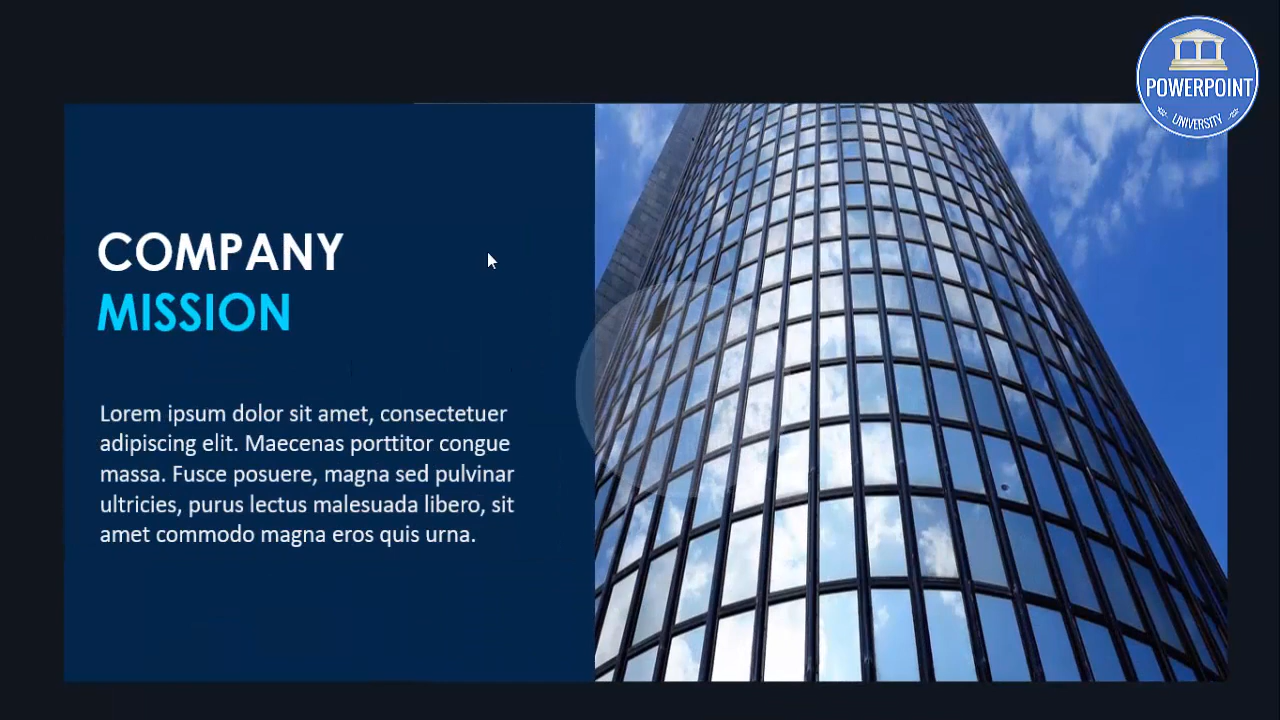 POWERPOINT
UNIVERSITY
COMPANY
MISSION
Lorem ipsum dolor sit amet, consectetuer
adipiscing elit. Maecenas porttitor congue
massa. Fusce posuere, magna sed pulvinar
ultricies, purus lectus malesuada libero, sit
amet commodo magna eros quis urna.